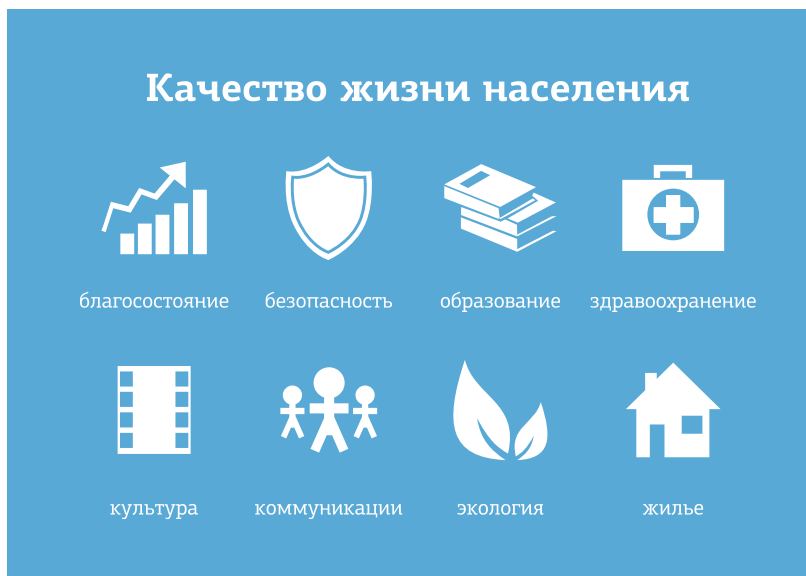 Качество жизни населения
благосостояние безопасность образование здравоохранение
культура коммуникации экология жилье